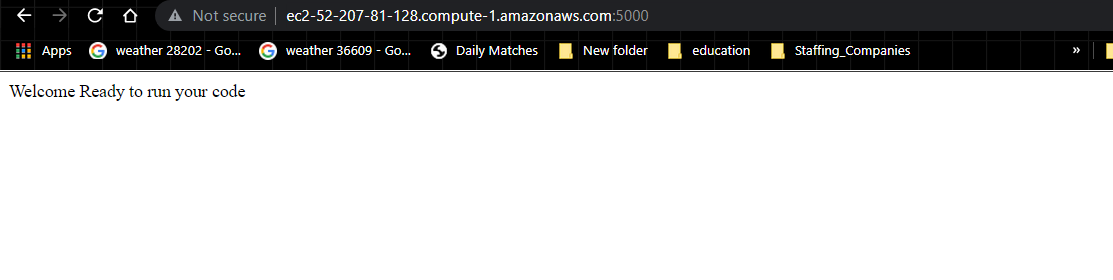 Not secure ec2-52-207-81-128.compute-1.amazonaws.com:5000
Apps weather 28202 - Go... weather 36609 - Go... Daily Matches New folder education Staffing_Companies »
Welcome Ready to run your code